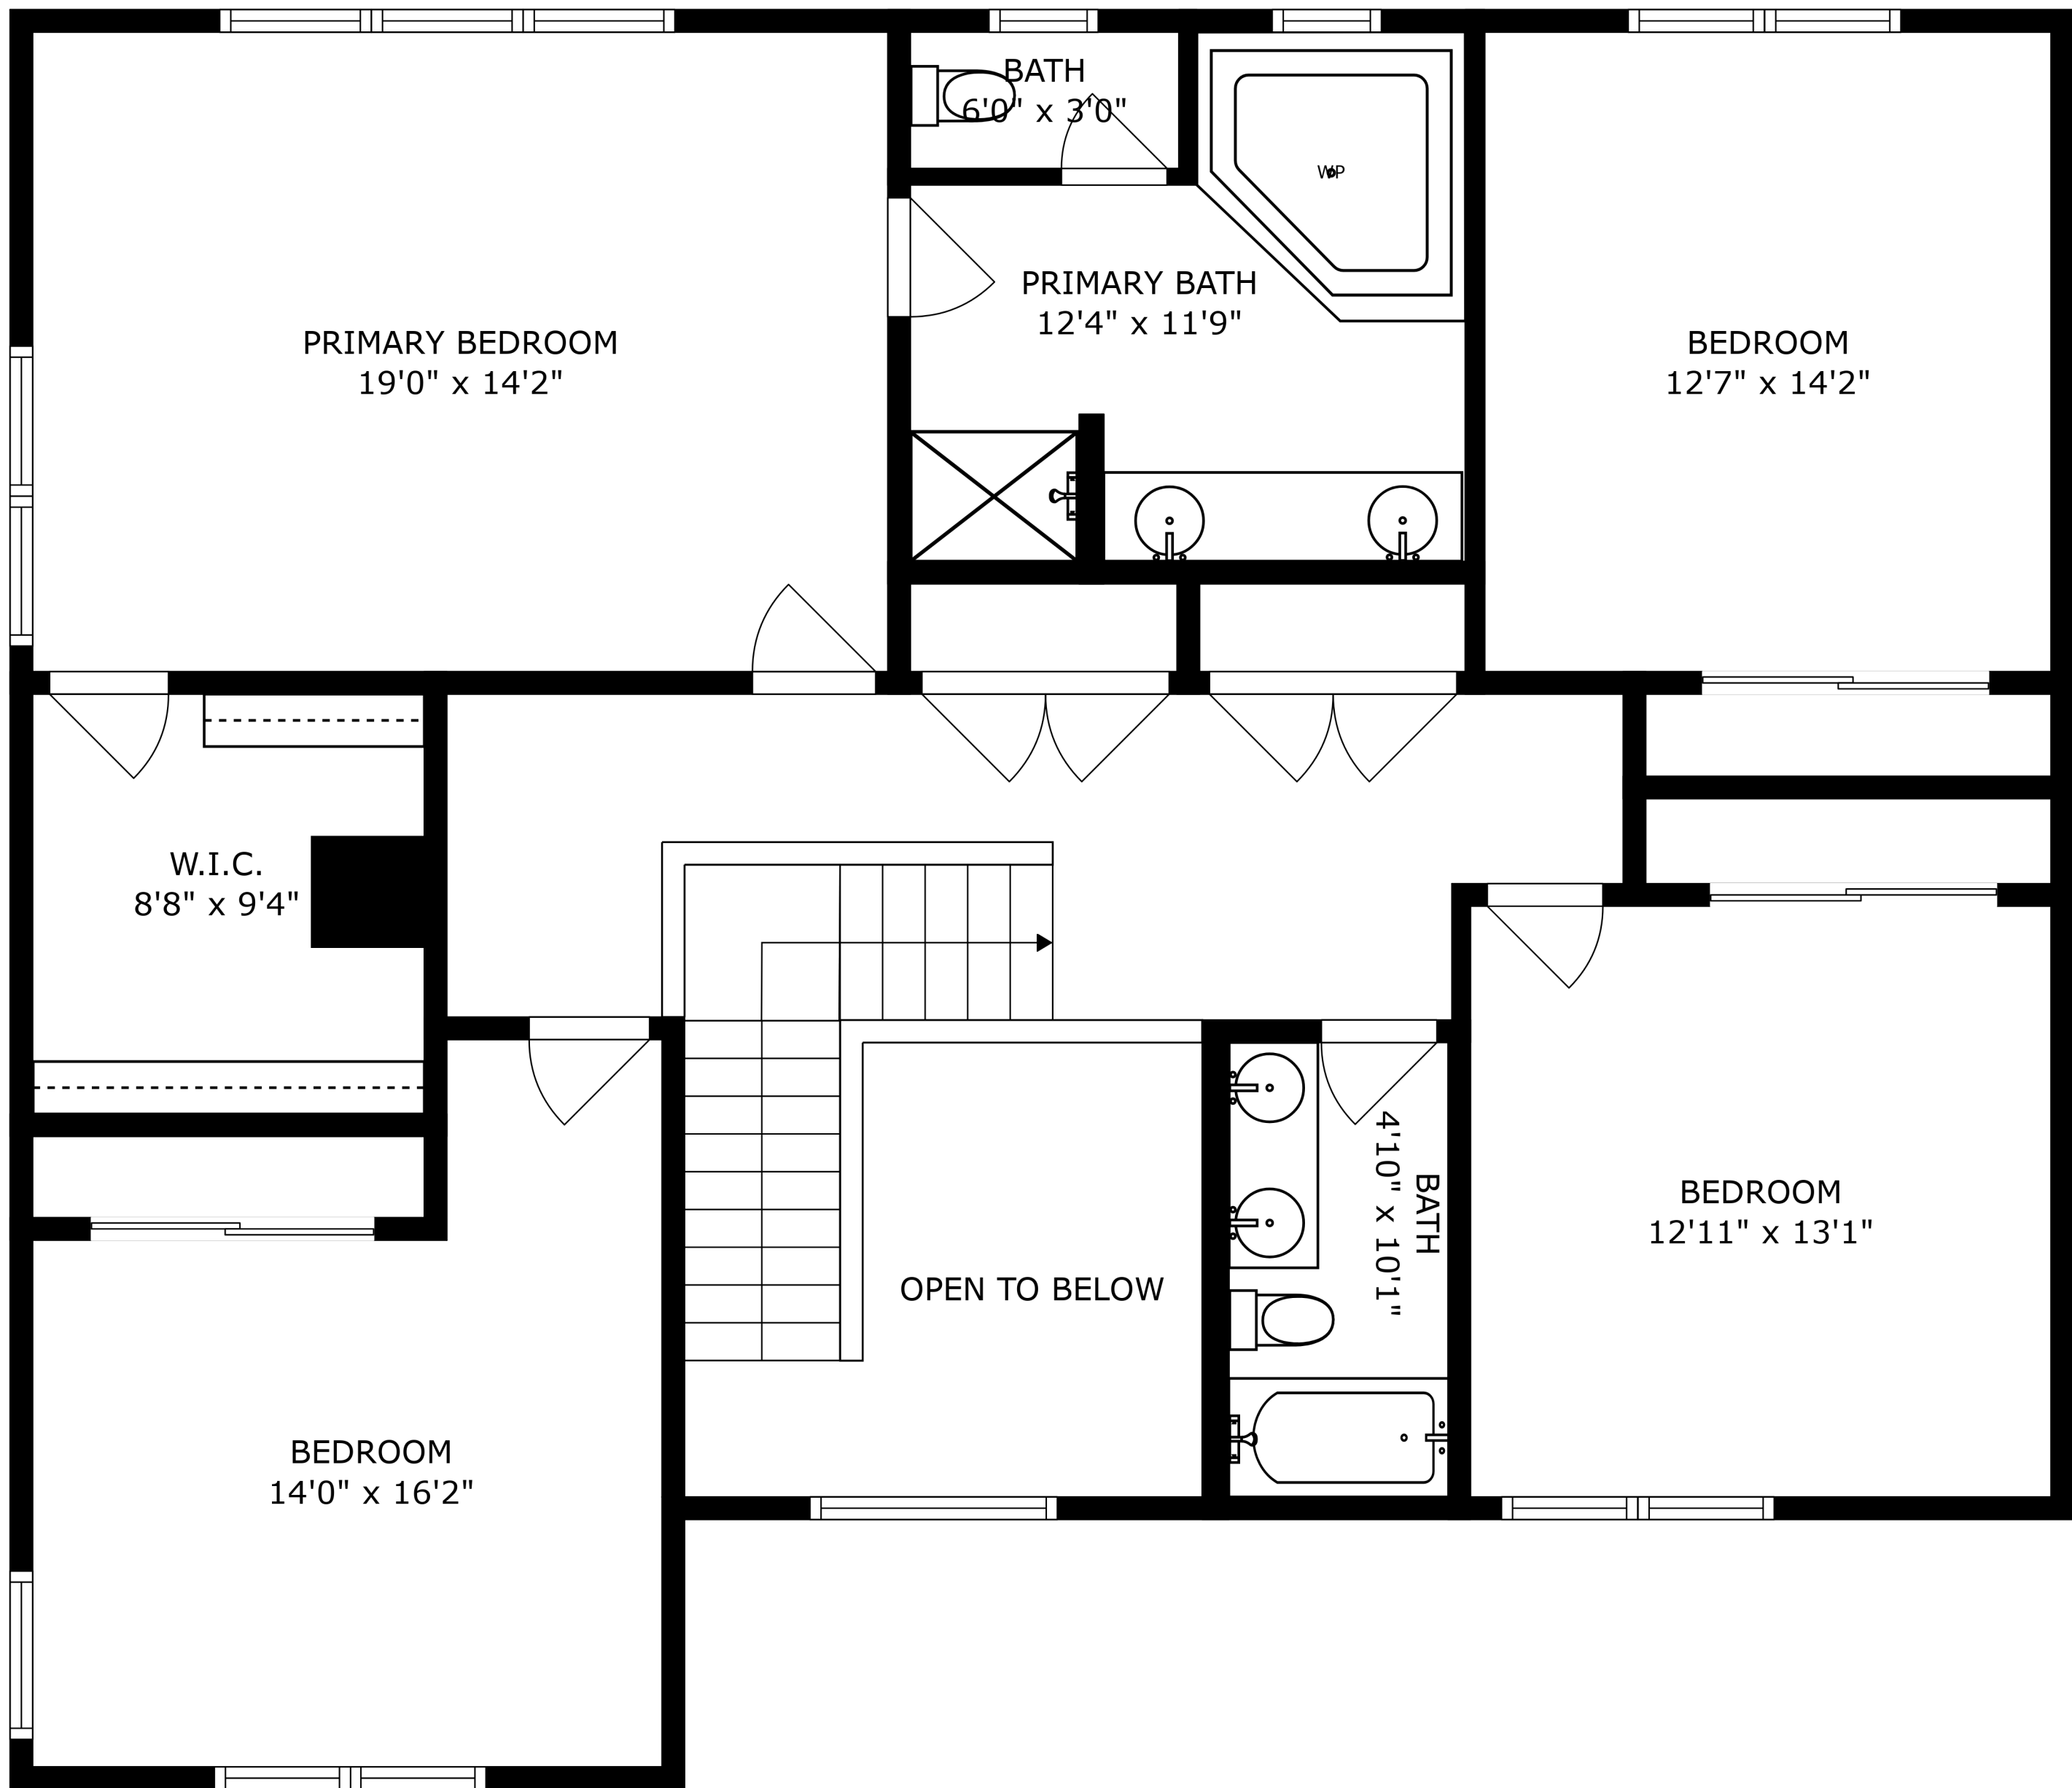 BATH
6'0" x 3'0"
WP
PRIMARY BATH
12'4" x 11'9"
PRIMARY BEDROOM
19'0" x 14'2"
BEDROOM
12'7" x 14'2"
W.I.C.
8'8" x 9'4"
BATH
4'10" x 10'1"
BEDROOM
12'11" x 13'1"
OPEN TO BELOW
BEDROOM
14'0" x 16'2"